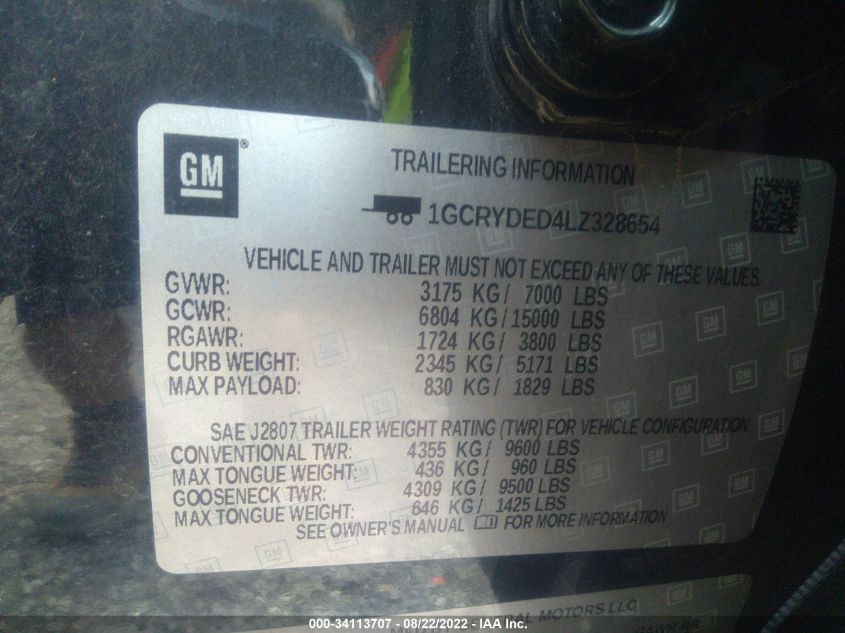 GM®
TRAILERING INFORMATION
1GCRYDED4LZ328654
VEHICLE AND TRAILER MUST NOT EXCEED ANY OF THESE VALUES.
GVWR: 3175 KG/ 7000 LBS
GCWR: 6804 KG/15000 LBS
RGAWR: 1724 KG/ 3800 LBS
CURB WEIGHT: 2345 KG/ 5171 LBS
MAX PAYLOAD: 830 KG/ 1829 LBS
SAE J2807 TRAILER WEIGHT RATING (TWR) FOR VEHICLE CONFIGURATION
CONVENTIONAL TWR: 4355 KG/ 9600 LBS
MAX TONGUE WEIGHT: 436 KG/ 960 LBS
GOOSENECK TWR: 4309 KG/ 9500 LBS
MAX TONGUE WEIGHT: 646 KG/ 1425 LBS
SEE OWNER'S MANUAL FOR MORE INFORMATION
MOTORS LLC
GAWR RR
000-34113707 - 08/22/2022 - IAA Inc.